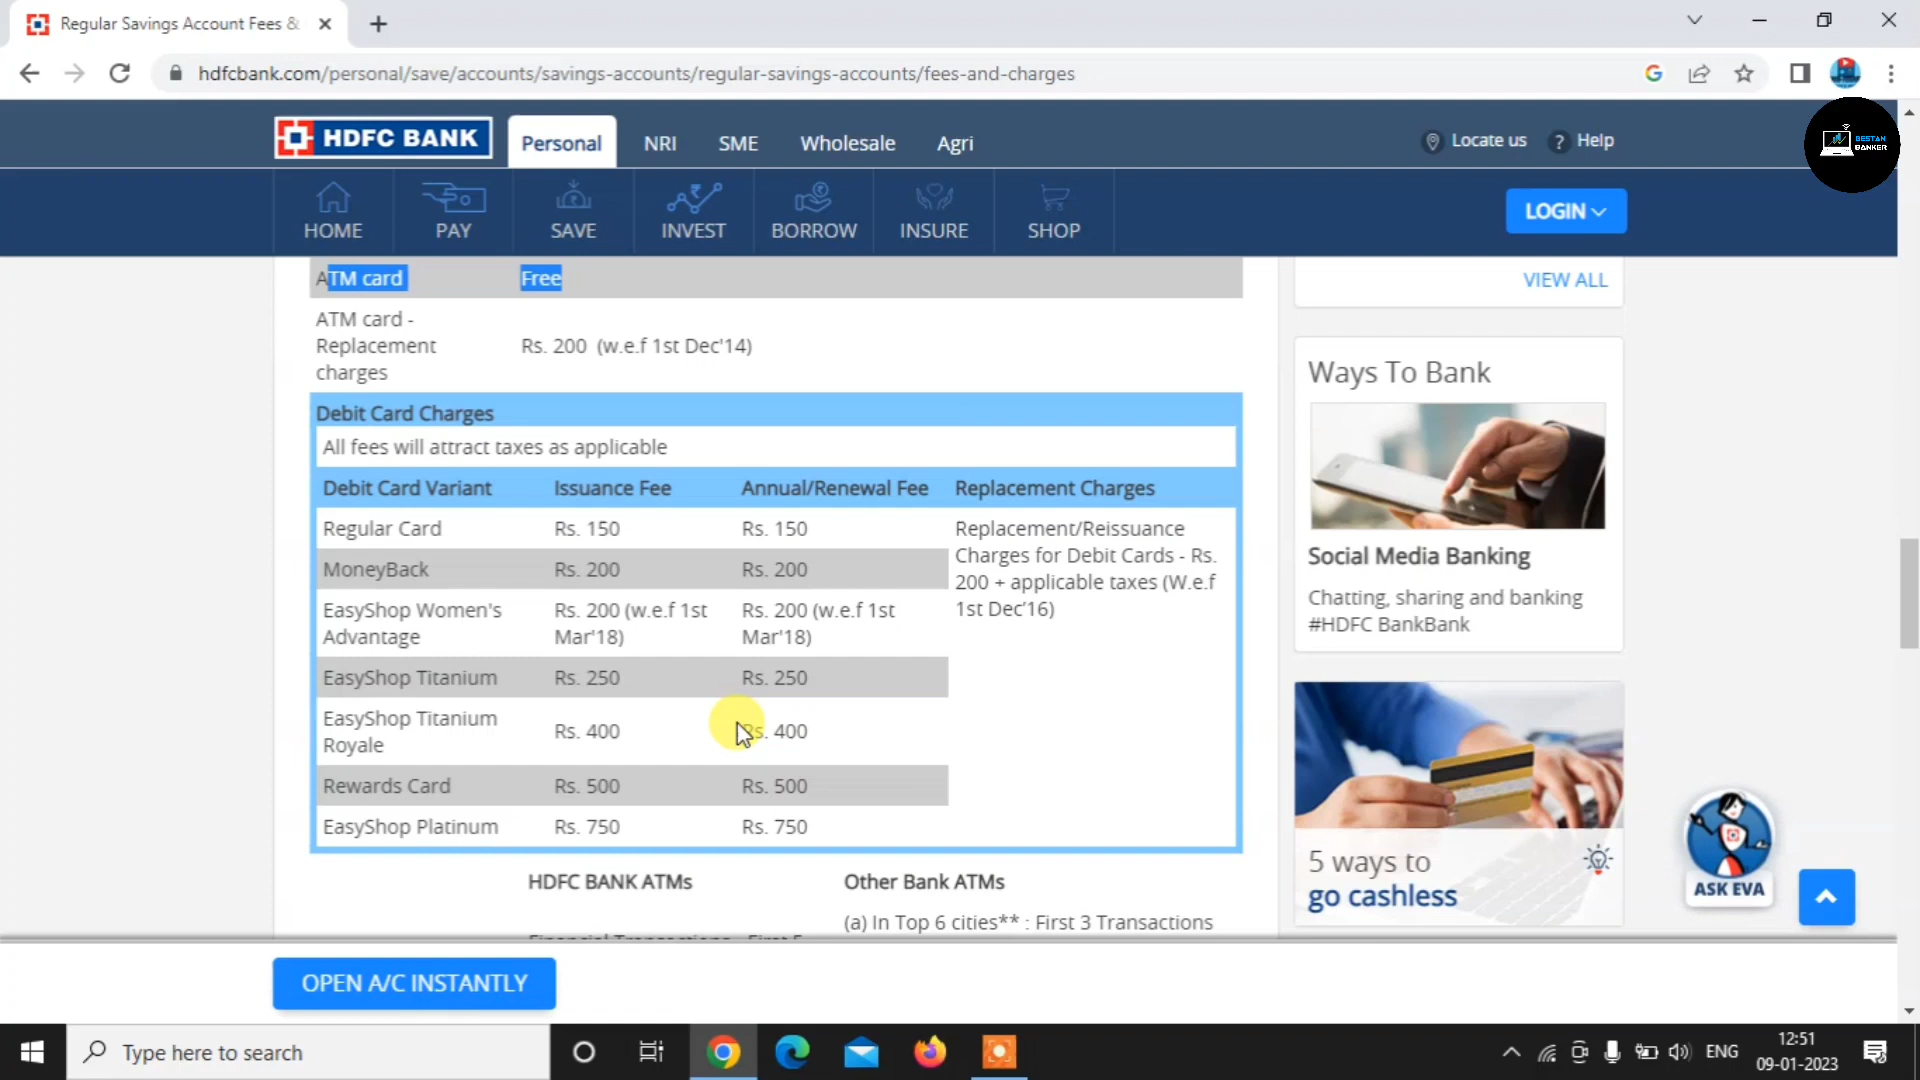 Regular Savings Account Fees &
hdfcbank.com/personal/save/accounts/savings-accounts/regular-savings-accounts/fees-and-charges
HDFC BANK
Personal
NRI
SME
Wholesale
Agri
Locate us
? Help
BESTAN
BANKER
HOME
PAY
SAVE
INVEST
BORROW
INSURE
SHOP
LOGIN
ATM card Free
VIEW ALL
ATM card -
Replacement
charges
Rs. 200 (w.e.f 1st Dec'14)
Debit Card Charges
All fees will attract taxes as applicable
Debit Card Variant Issuance Fee Annual/Renewal Fee Replacement Charges
Regular Card Rs. 150 Rs. 150
MoneyBack Rs. 200 Rs. 200
EasyShop Women's
Advantage
Rs. 200 (w.e.f 1st
Mar'18)
Rs. 200 (w.e.f 1st
Mar'18)
EasyShop Titanium Rs. 250 Rs. 250
EasyShop Titanium
Royale
Rs. 400 Rs. 400
Rewards Card Rs. 500 Rs. 500
EasyShop Platinum Rs. 750 Rs. 750
Replacement/Reissuance
Charges for Debit Cards - Rs.
200 + applicable taxes (W.e.f
1st Dec'16)
HDFC BANK ATMs
Other Bank ATMs
(a) In Top 6 cities** : First 3 Transactions
Financial Transactions - First 5
Ways To Bank
Social Media Banking
Chatting, sharing and banking
#HDFC BankBank
5 ways to
go cashless
ASK EVA
OPEN A/C INSTANTLY
Type here to search
ENG
12:51
09-01-2023